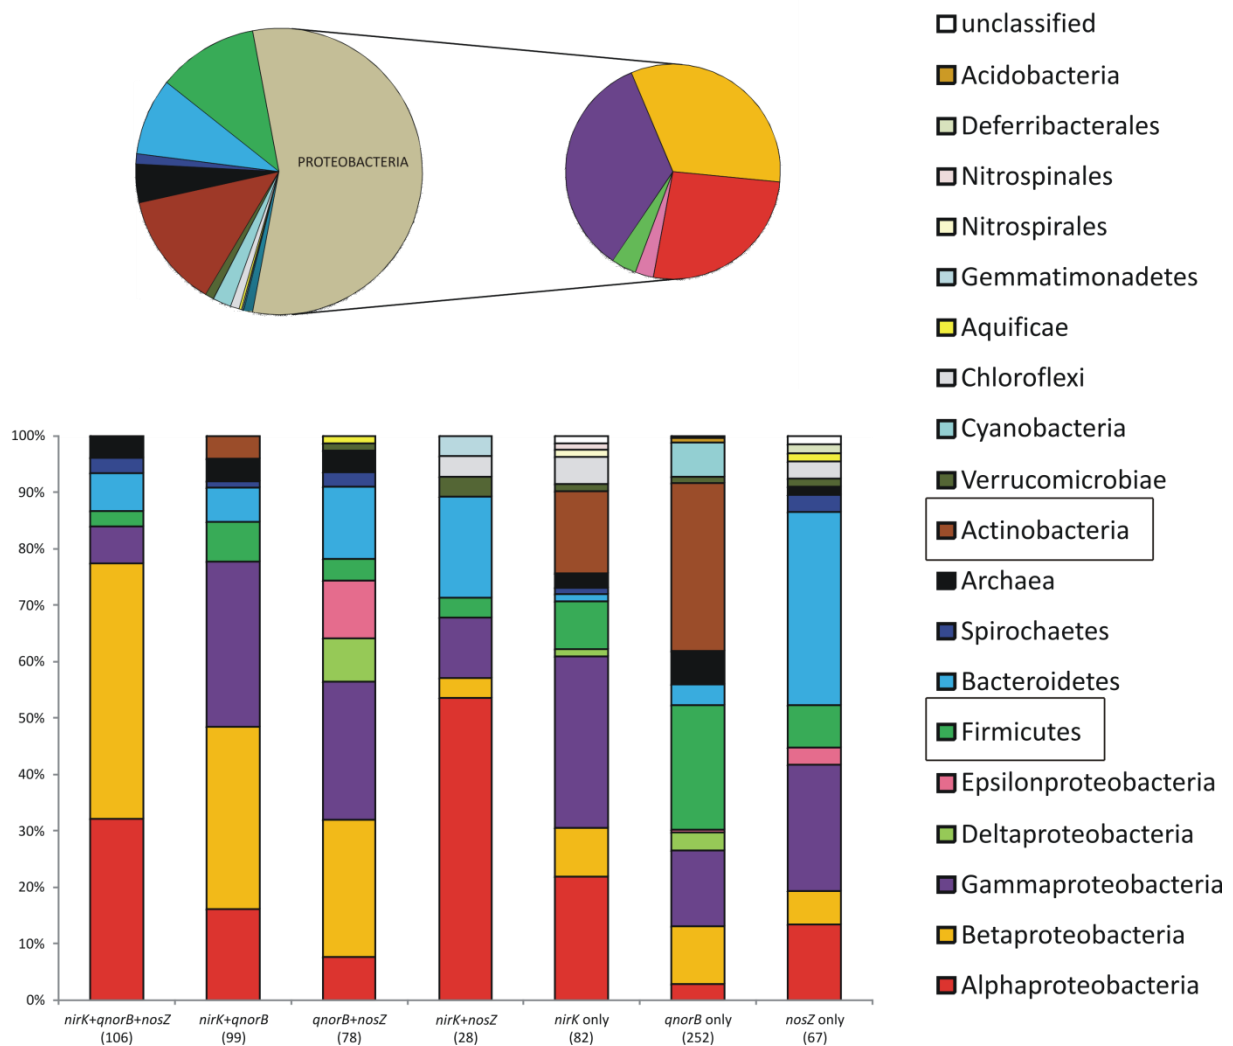 PROTEOBACTERIA
unclassified
Acidobacteria
Deferribacterales
Nitrospinales
Nitrospirales
Gemmatimonadetes
Aquificae
Chloroflexi
Cyanobacteria
Verrucomicrobiae
Actinobacteria
Archaea
Spirochaetes
Bacteroidetes
Firmicutes
Epsilonproteobacteria
Deltaproteobacteria
Gammaproteobacteria
Betaproteobacteria
Alphaproteobacteria
100%
90%
80%
70%
60%
50%
40%
30%
20%
10%
0%
nirK+qnorB+nosZ
(106)
nirK+qnorB
(99)
qnorB+nosZ
(78)
nirK+nosZ
(28)
nirK only
(82)
qnorB only
(252)
nosZ only
(67)